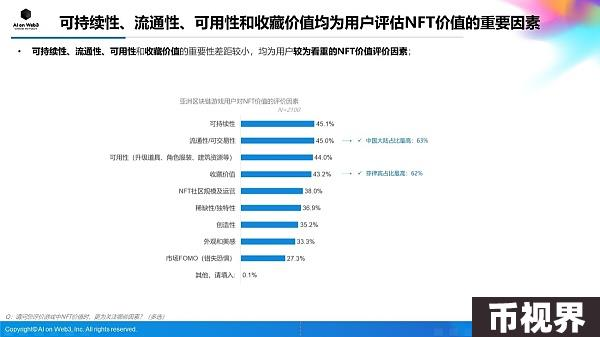 AI on Web3
可持续性、流通性、可用性和收藏价值均为用户评估NFT价值的重要因素
• 可持续性、流通性、可用性和收藏价值的重要性差距较小，均为用户较为看重的NFT价值评价因素；
亚洲区块链游戏用户对NFT价值的评价因素
N=2100
可持续性 45.1%
流通性/可交易性 45.0% ✓ 中国大陆占比最高：63%
可用性（升级道具、角色服装、建筑资源等） 44.0%
收藏价值 43.2% ✓ 菲律宾占比最高：62%
NFT社区规模及运营 38.0%
稀缺性/独特性 36.9%
创造性 35.2%
外观和美感 33.3%
市场FOMO（错失恐惧） 27.3%
其他，请填入: 0.1%
Q：请问您评价游戏中NFT价值时，更为关注哪些因素？（多选）
Copyright© AI on Web3, Inc. All rights reserved.
币视界